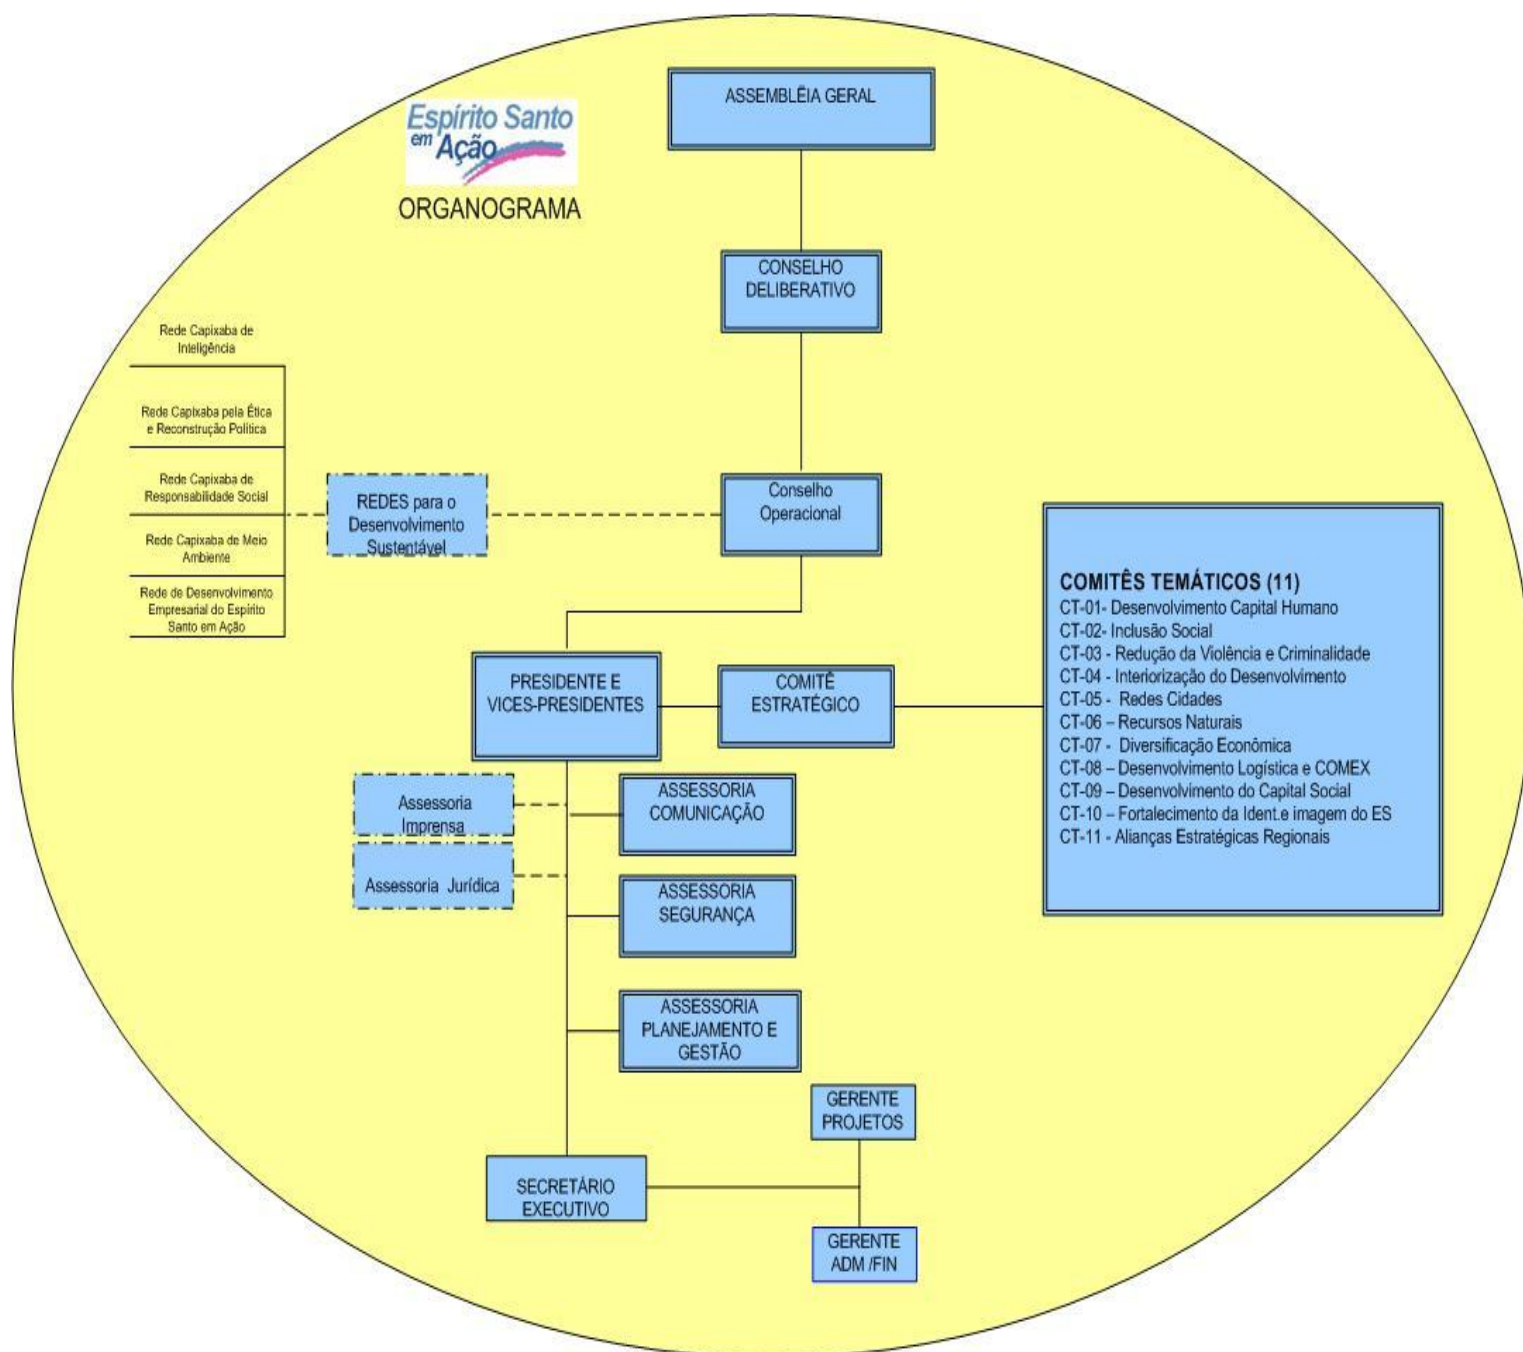 ASSEMBLÊIA GERAL
Espírito Santo
em Ação
ORGANOGRAMA
CONSELHO
DELIBERATIVO
Rede Capixaba de
Inteligência
Rede Capixaba pela Ética
e Reconstrução Política
Rede Capixaba de
Responsabilidade Social
Rede Capixaba de Meio
Ambiente
Rede de Desenvolvimento
Empresarial do Espírito
Santo em Ação
REDES para o
Desenvolvimento
Sustentável
Conselho
Operacional
COMITÊS TEMÁTICOS (11)
CT-01- Desenvolvimento Capital Humano
CT-02- Inclusão Social
CT-03 - Redução da Violência e Criminalidade
CT-04 - Interiorização do Desenvolvimento
CT-05 - Redes Cidades
CT-06 – Recursos Naturais
CT-07 - Diversificação Econômica
CT-08 – Desenvolvimento Logística e COMEX
CT-09 – Desenvolvimento do Capital Social
CT-10 – Fortalecimento da Ident.e imagem do ES
CT-11 - Alianças Estratégicas Regionais
PRESIDENTE E
VICES-PRESIDENTES
COMITÊ
ESTRATÉGICO
Assessoria
Imprensa
Assessoria Jurídica
ASSESSORIA
COMUNICAÇÃO
ASSESSORIA
SEGURANÇA
ASSESSORIA
PLANEJAMENTO E
GESTÃO
GERENTE
PROJETOS
SECRETÁRIO
EXECUTIVO
GERENTE
ADM /FIN